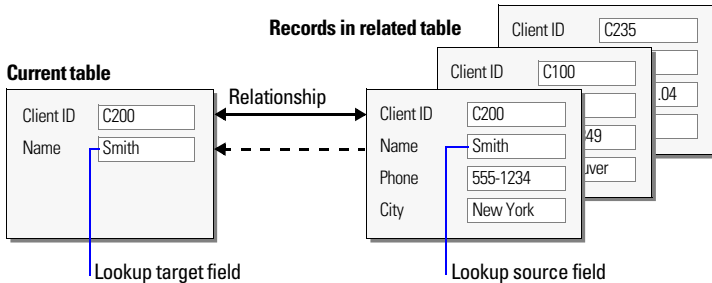 Records in related table
Client ID C235
.04
Client ID C100
49
uver
Current table
Client ID C200
Name Smith
Relationship
Client ID C200
Name Smith
Phone 555-1234
City New York
Lookup target field
Lookup source field